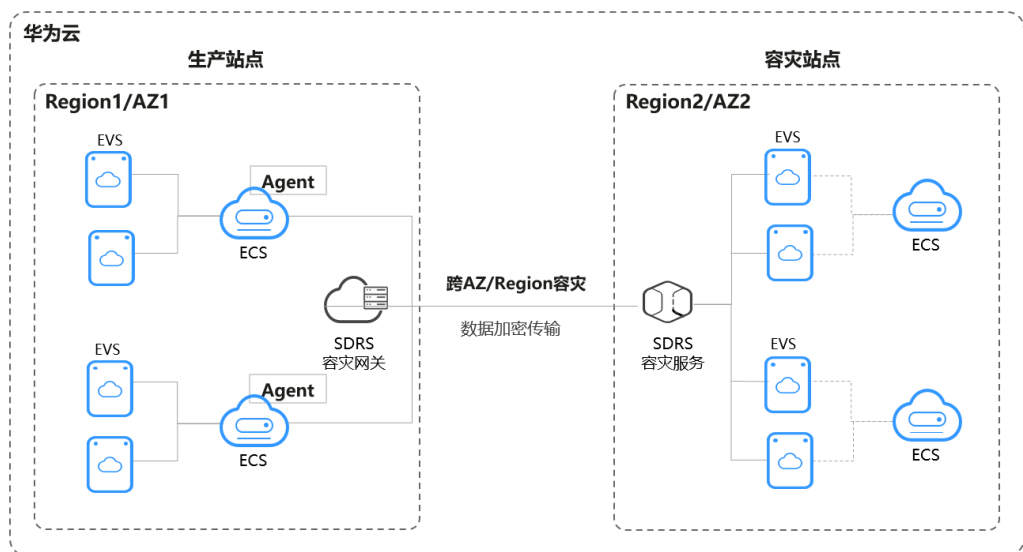 华为云
生产站点
容灾站点
Region1/AZ1
Region2/AZ2
EVS
Agent
ECS
EVS
Agent
ECS
SDRS
容灾网关
跨AZ/Region容灾
数据加密传输
SDRS
容灾服务
EVS
ECS
EVS
ECS